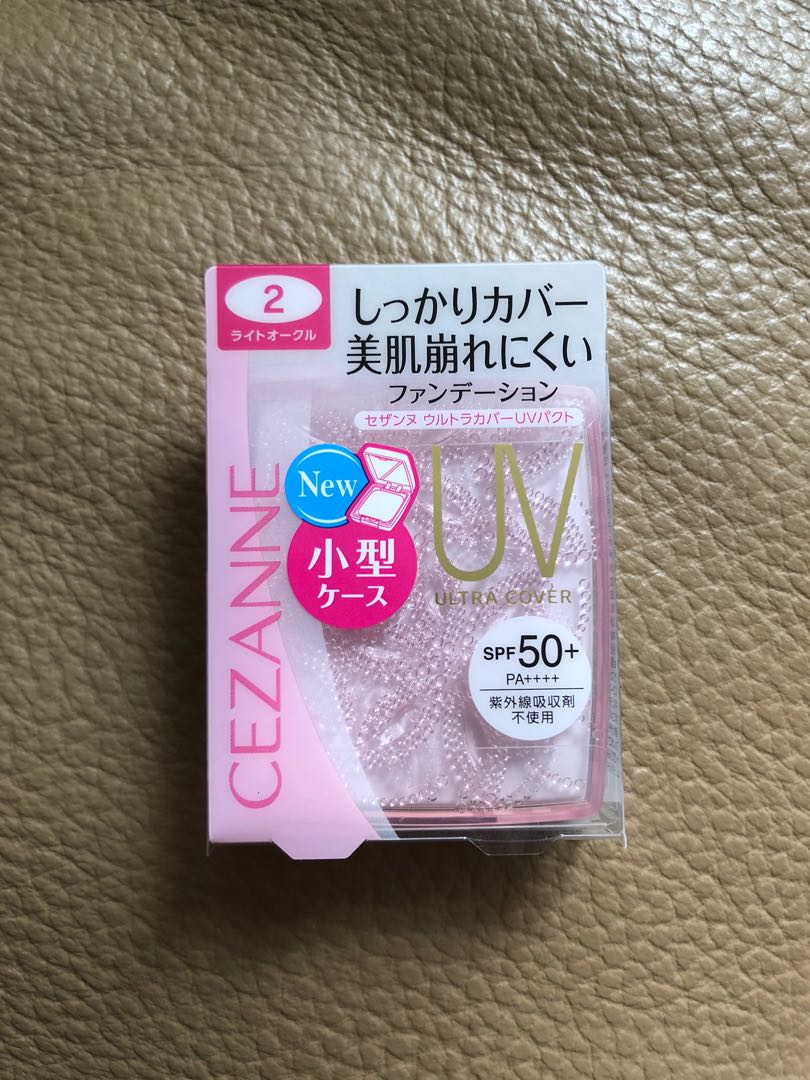 2
ライトオークル
しっかりカバー
美肌崩れにくい
ファンデーション
セザンヌ ウルトラカバーUVパクト
CEZANNE
New
小型
ケース
UV
ULTRA COVER
SPF50+
PA++++
紫外線吸収剤
不使用